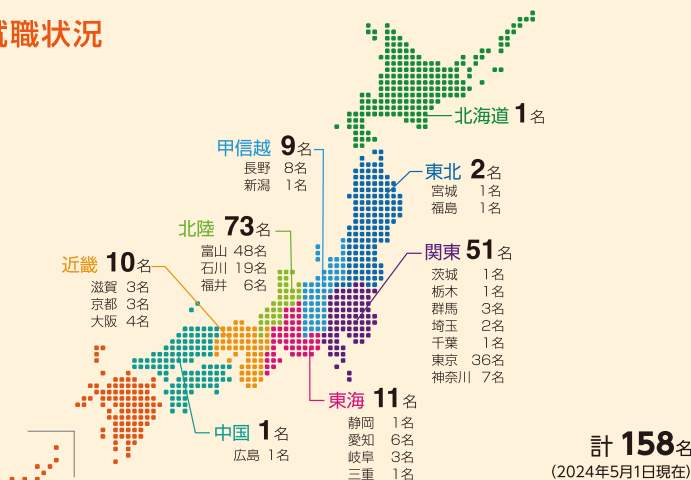 就職状況
北海道 1名
甲信越 9名
長野 8名
新潟 1名
東北 2名
宮城 1名
福島 1名
北陸 73名
富山 48名
石川 19名
福井 6名
関東 51名
茨城 1名
栃木 1名
群馬 3名
埼玉 2名
千葉 1名
東京 36名
神奈川 7名
近畿 10名
滋賀 3名
京都 3名
大阪 4名
東海 11名
静岡 1名
愛知 6名
岐阜 3名
三重 1名
中国 1名
広島 1名
計 158名
(2024年5月1日現在)